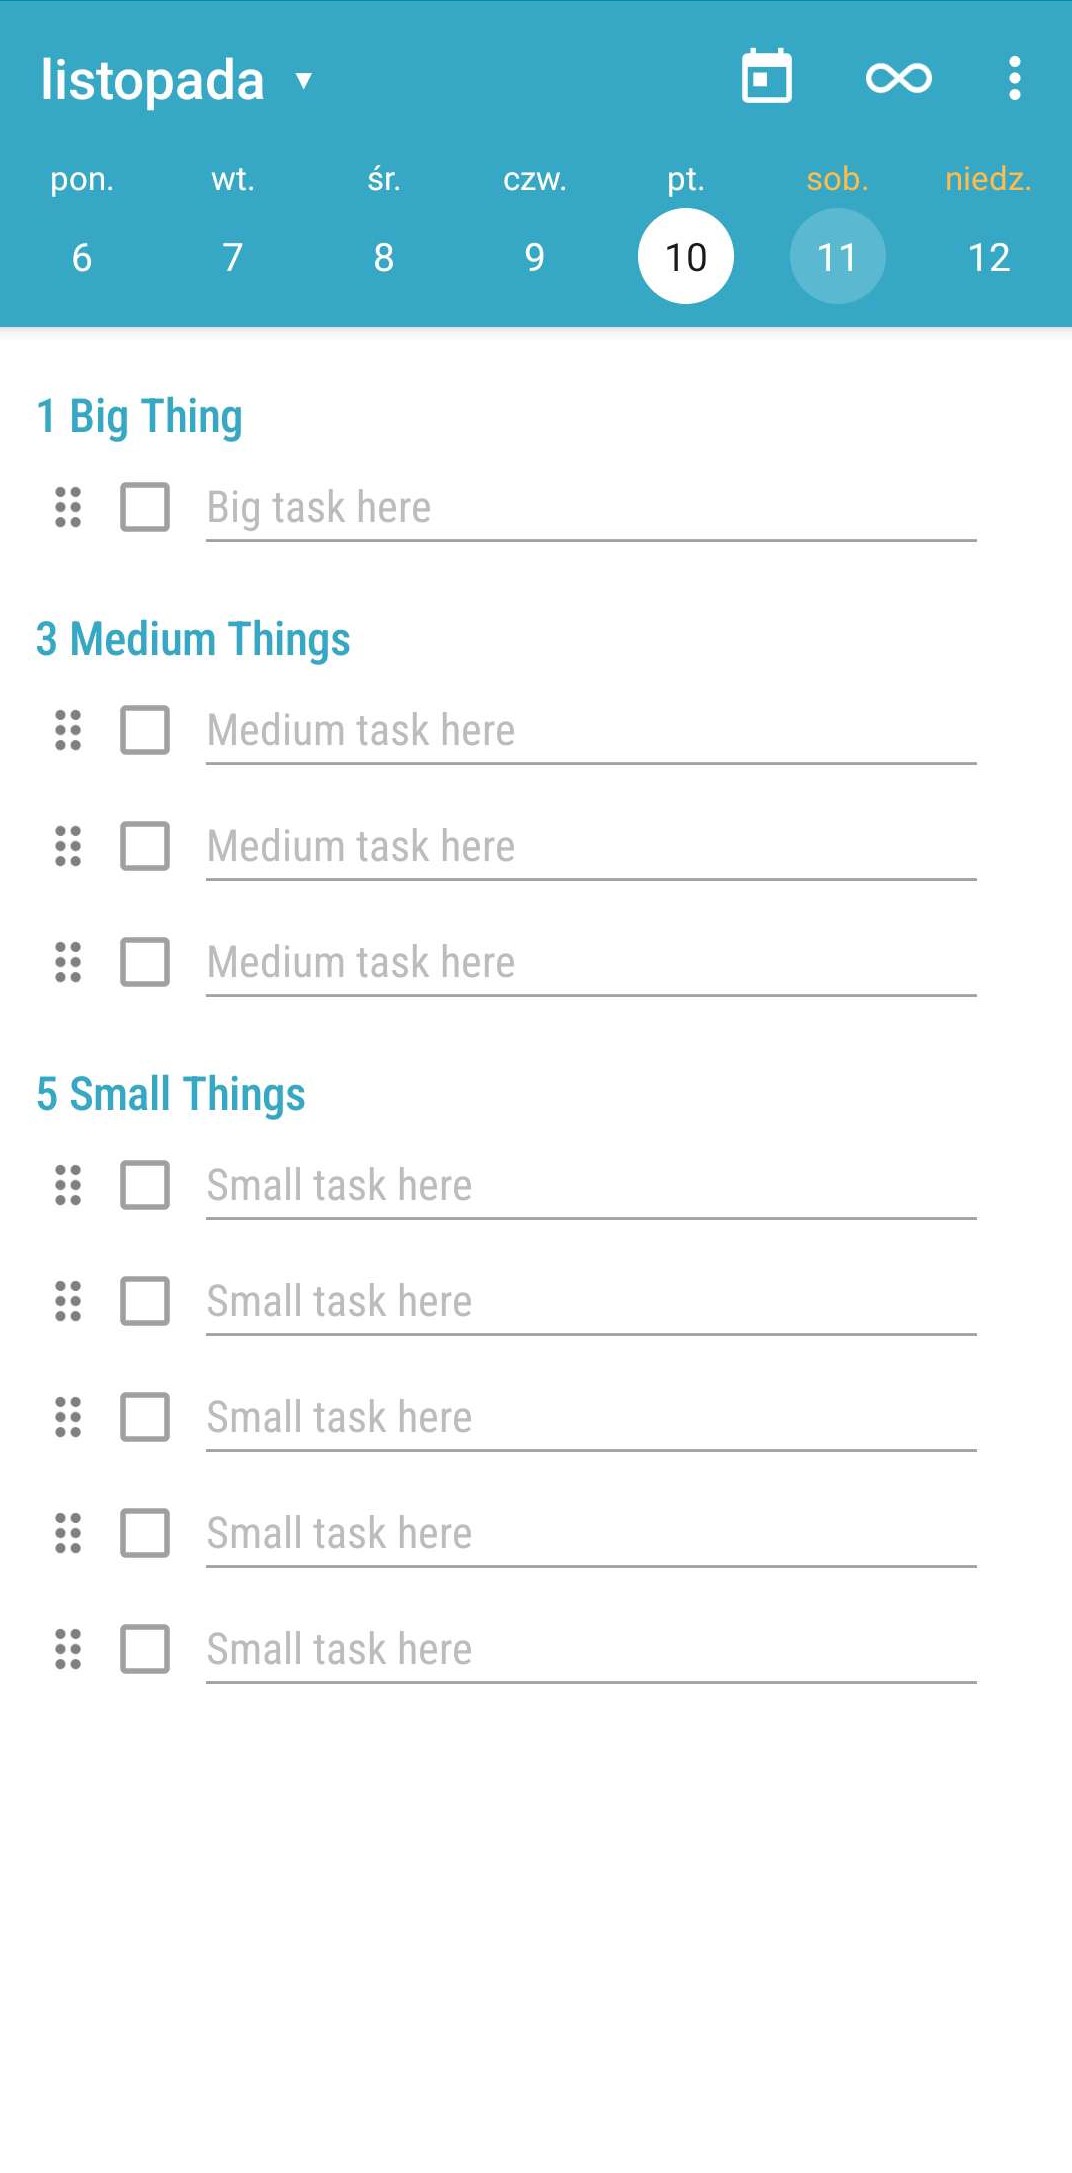 listopada
pon. wt. śr. czw. pt. sob. niedz.
6 7 8 9 10 11 12
1 Big Thing
Big task here
3 Medium Things
Medium task here
Medium task here
Medium task here
5 Small Things
Small task here
Small task here
Small task here
Small task here
Small task here